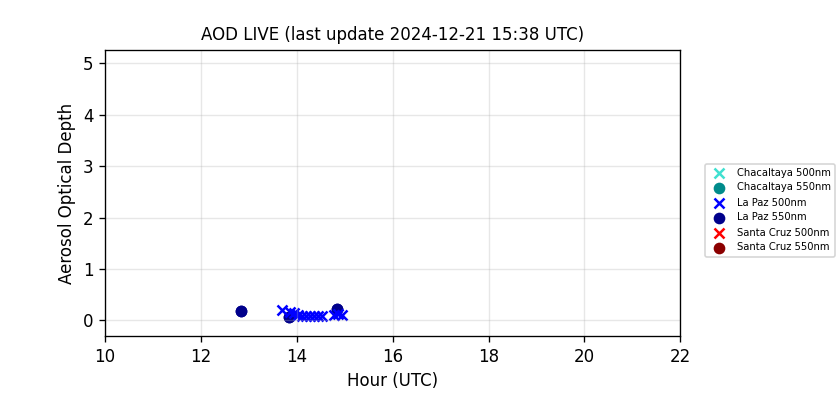 AOD LIVE (last update 2024-12-21 15:38 UTC)
Aerosol Optical Depth
5
4
3
2
1
0
10 12 14 16 18 20 22
Hour (UTC)
Chacaltaya 500nm
Chacaltaya 550nm
La Paz 500nm
La Paz 550nm
Santa Cruz 500nm
Santa Cruz 550nm